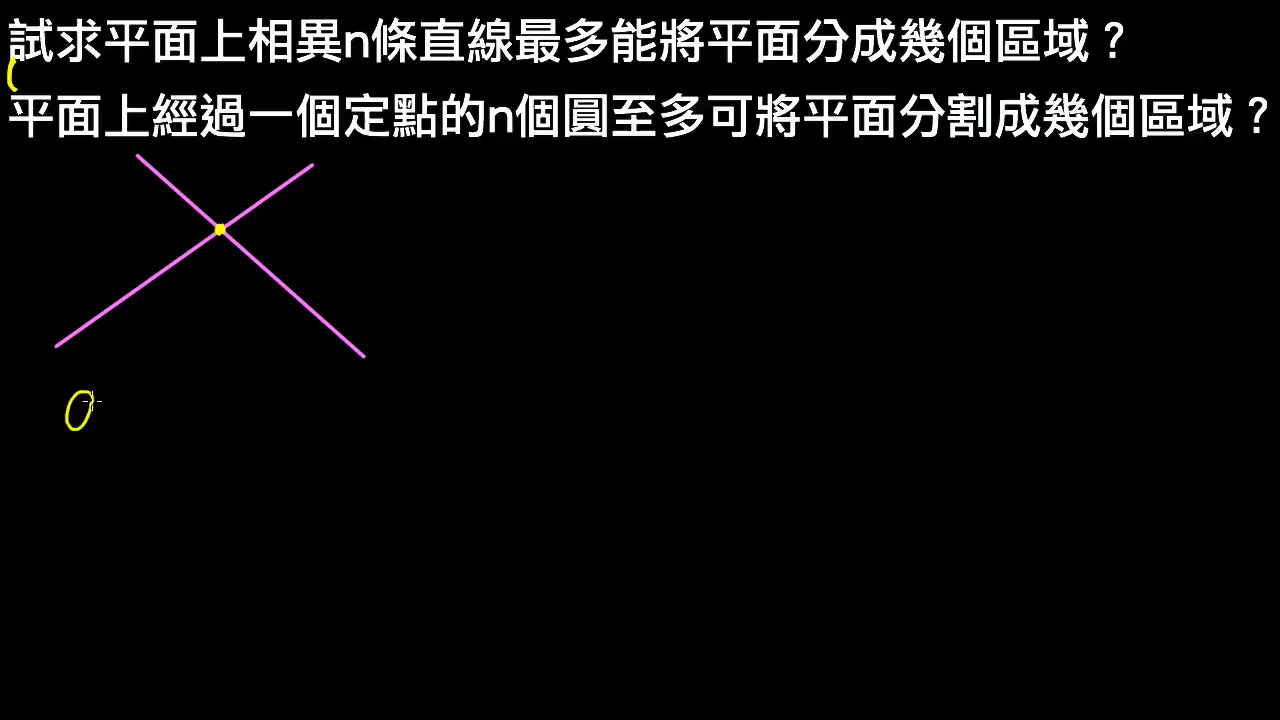 試求平面上相異n條直線最多能將平面分成幾個區域？
平面上經過一個定點的n個圓至多可將平面分割成幾個區域？